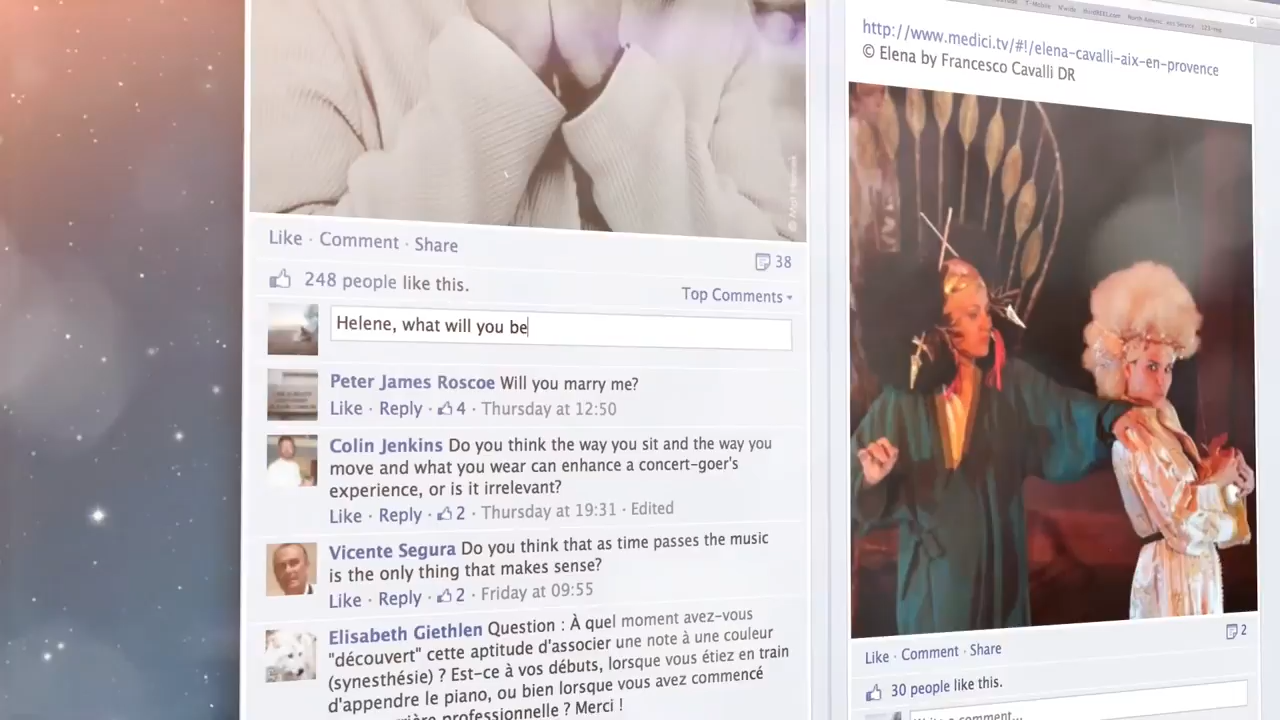 Like · Comment · Share
38
248 people like this.
Top Comments
Helene, what will you be
Peter James Roscoe Will you marry me?
Like · Reply · 4 · Thursday at 12:50
Colin Jenkins Do you think the way you sit and the way you
move and what you wear can enhance a concert-goer's
experience, or is it irrelevant?
Like · Reply · 2 · Thursday at 19:31 · Edited
Vicente Segura Do you think that as time passes the music
is the only thing that makes sense?
Like · Reply · 2 · Friday at 09:55
Elisabeth Giethlen Question : À quel moment avez-vous
"découvert" cette aptitude d'associer une note à une couleur
(synesthésie) ? Est-ce à vos débuts, lorsque vous étiez en train
d'appendre le piano, ou bien lorsque vous avez commencé
professionnelle ? Merci !
http://www.medici.tv/#!/elena-cavalli-aix-en-provence
© Elena by Francesco Cavalli DR
2
Like · Comment · Share
30 people like this.
Write a comment...